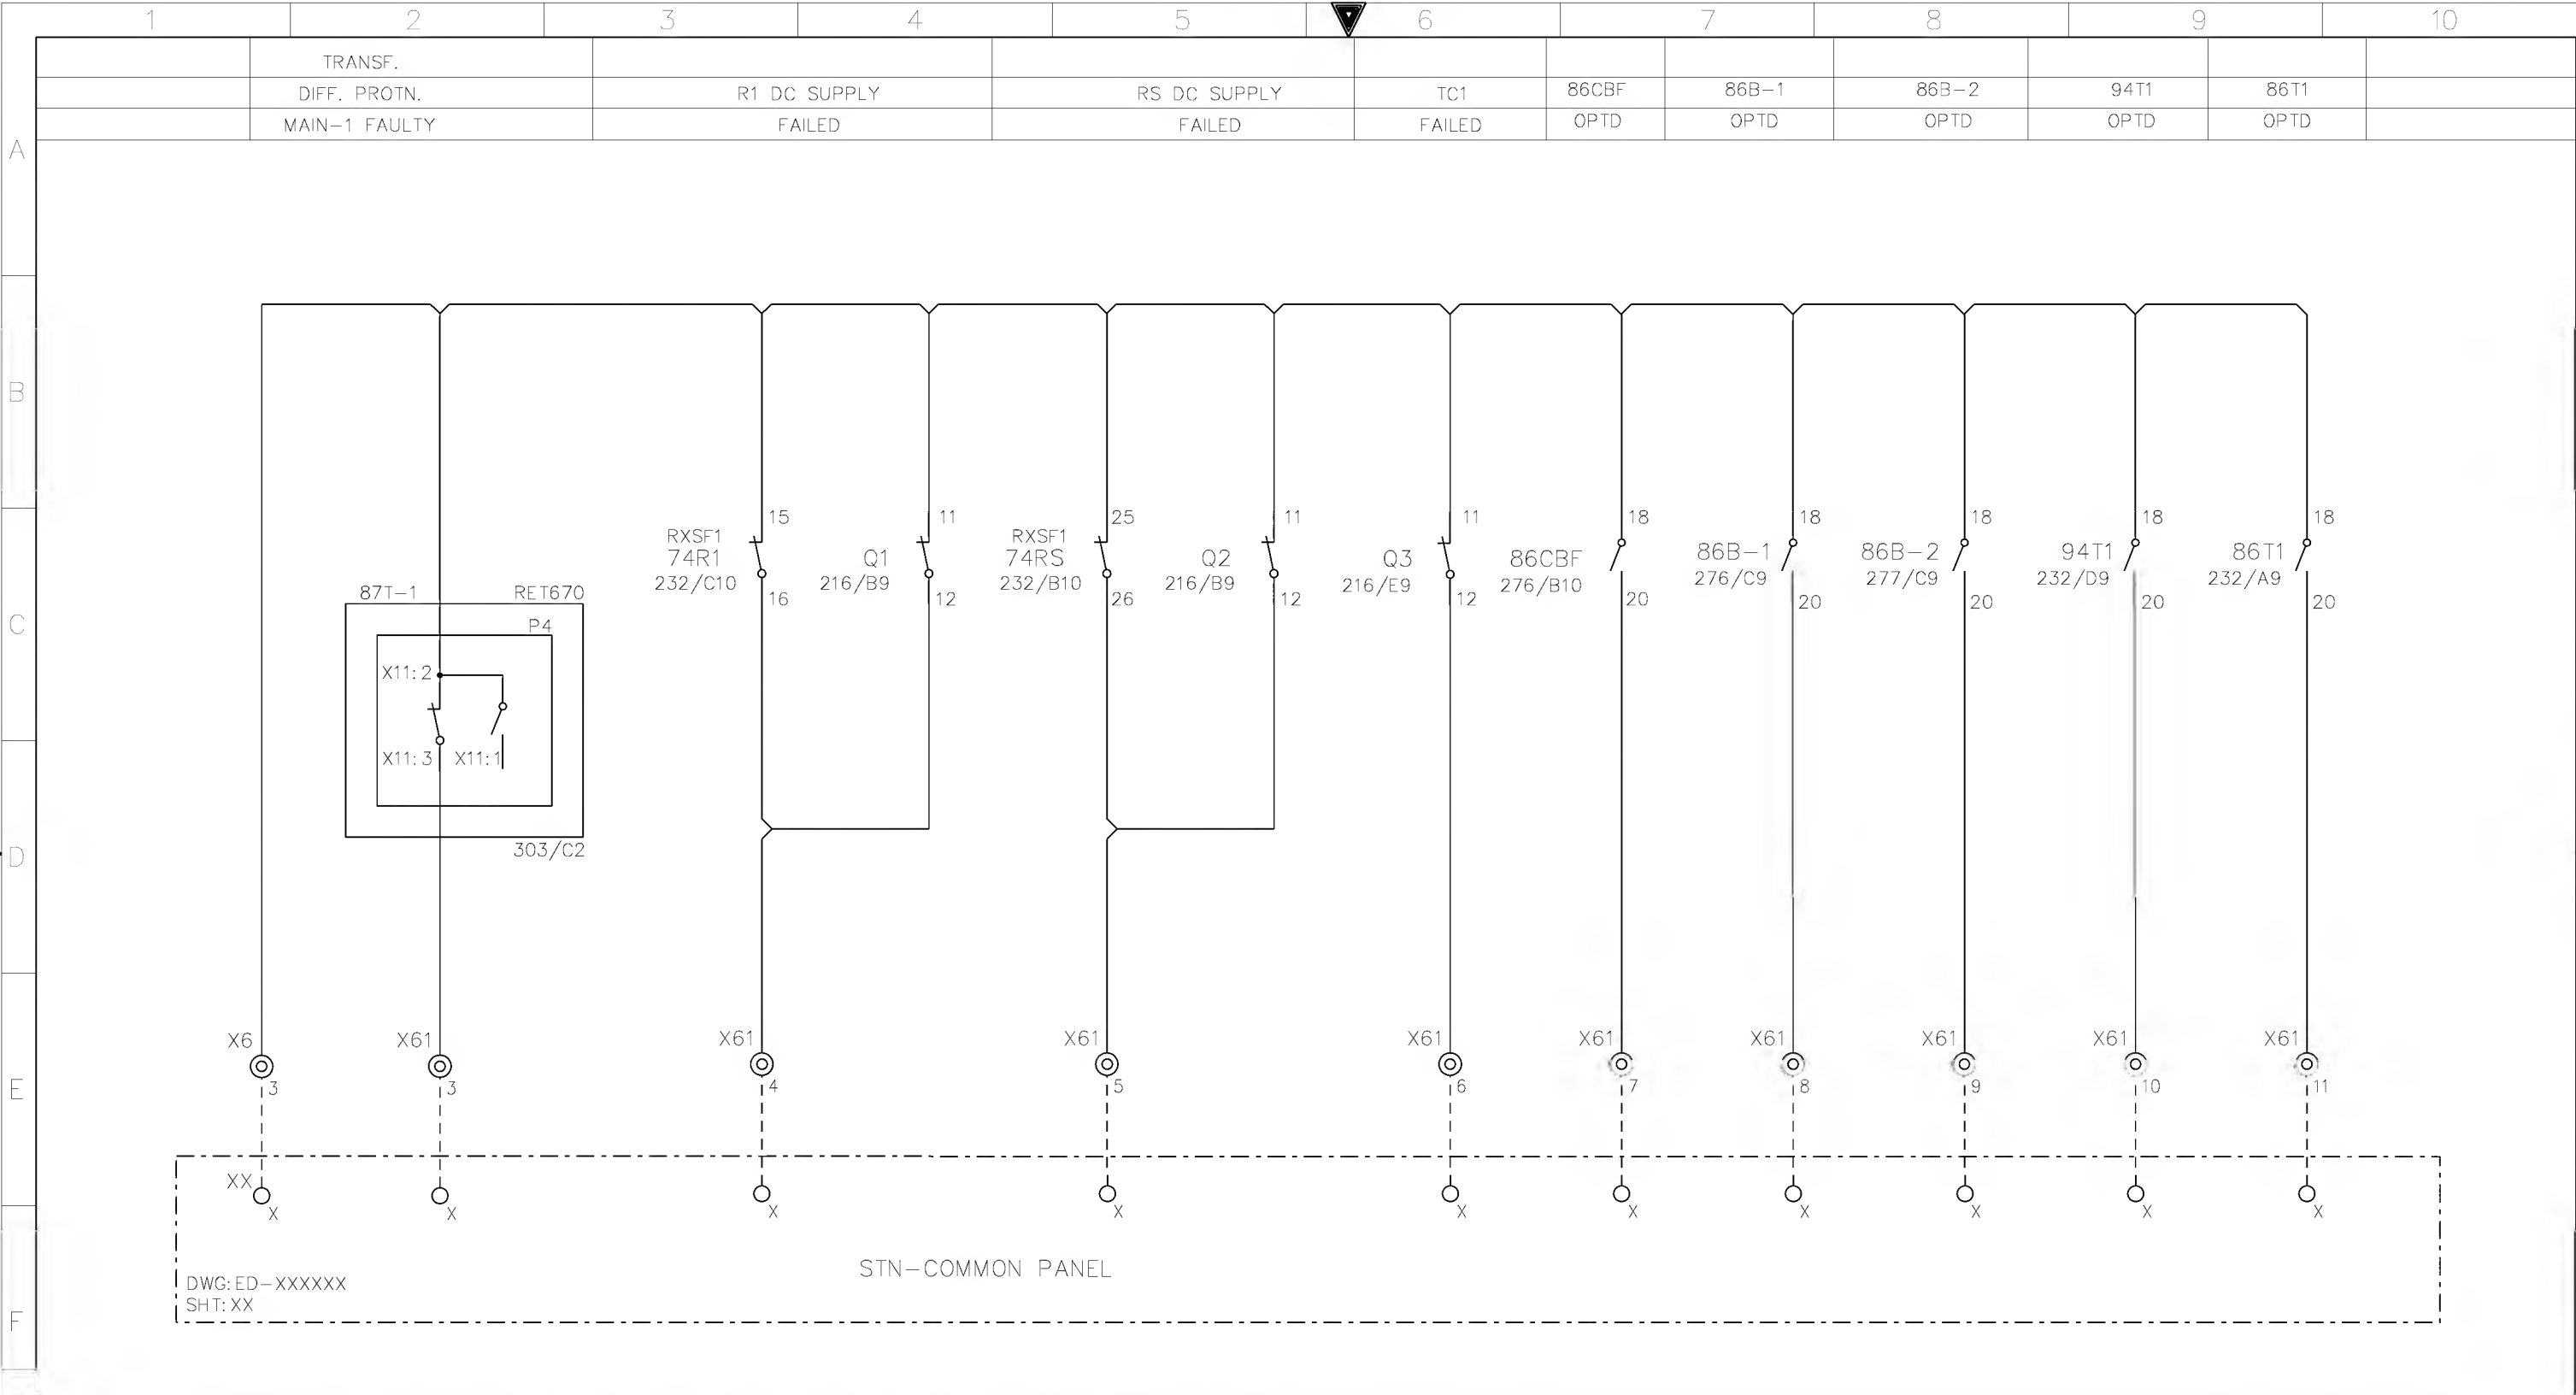 1 2 3 4 5 6 7 8 9 10
TRANSF.
DIFF. PROTN.
MAIN-1 FAULTY
R1 DC SUPPLY
FAILED
RS DC SUPPLY
FAILED
TC1
FAILED
86CBF
OPTD
86B-1
OPTD
86B-2
OPTD
94T1
OPTD
86T1
OPTD
A
B
C
D
E
F
87T-1 RET670
P4
X11:2
X11:3 X11:1
303/C2
15
RXSF1
74R1
232/C10
16
11
Q1
216/B9
12
25
RXSF1
74RS
232/B10
26
11
Q2
216/B9
12
11
Q3
216/E9
12
18
86CBF
276/B10
20
18
86B-1
276/C9
20
18
86B-2
277/C9
20
18
94T1
232/D9
20
18
86T1
232/A9
20
X6 X61 X61 X61 X61 X61 X61 X61 X61 X61
3 3 4 5 6 7 8 9 10 11
XX
X X X X X X X X X X
STN-COMMON PANEL
DWG:ED-XXXXXX
SHT:XX